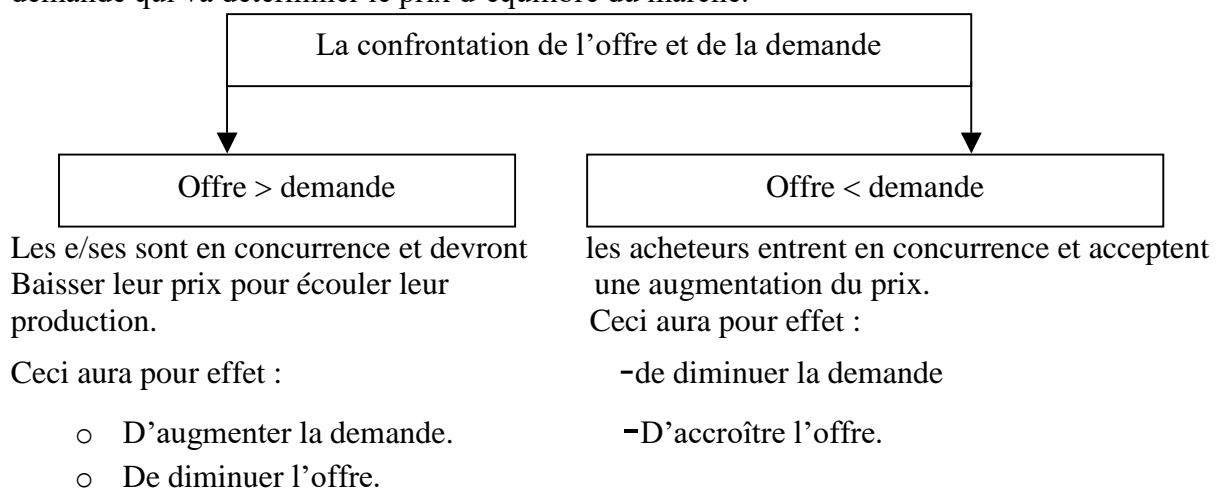 demande qui va déterminer le prix d'équilibre du marché.
La confrontation de l'offre et de la demande
Offre > demande
Les e/ses sont en concurrence et devront
Baisser leur prix pour écouler leur
production.
Ceci aura pour effet :
o D'augmenter la demande.
o De diminuer l'offre.
Offre < demande
les acheteurs entrent en concurrence et acceptent
une augmentation du prix.
Ceci aura pour effet :
-de diminuer la demande
-D'accroître l'offre.